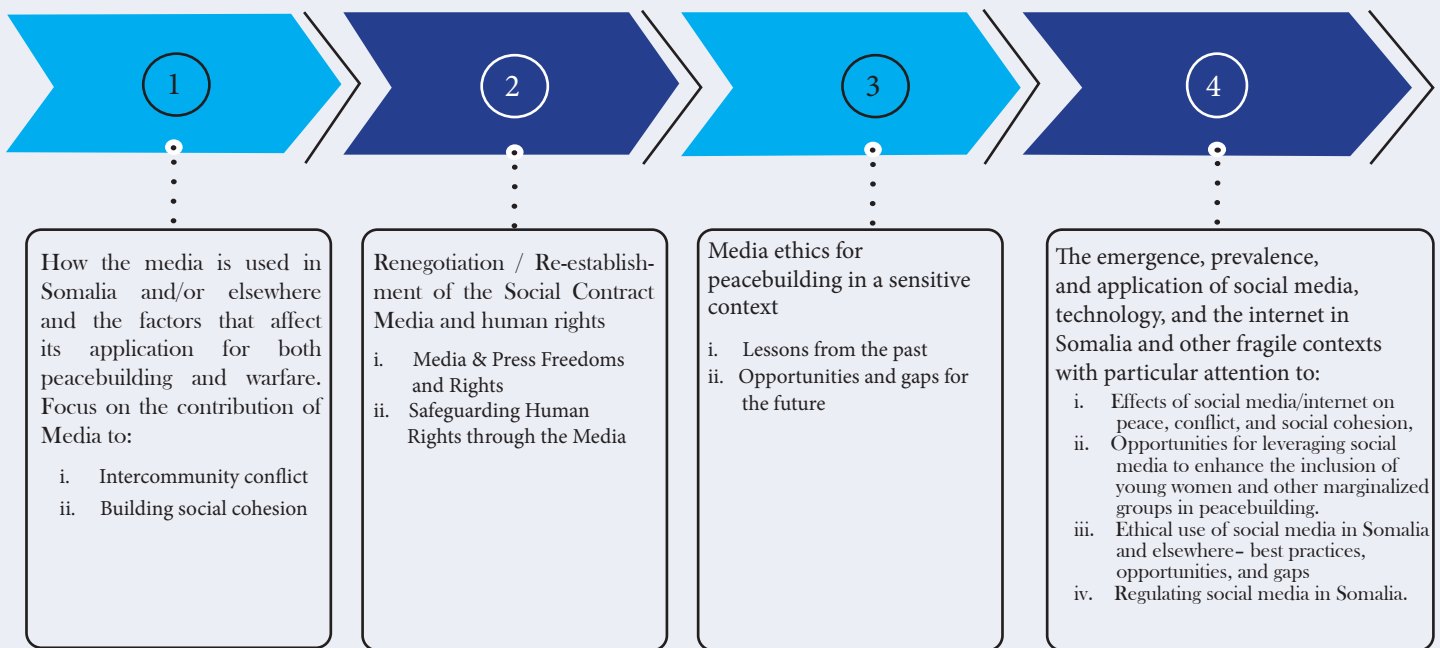 1
How the media is used in
Somalia and/or elsewhere
and the factors that affect
its application for both
peacebuilding and warfare.
Focus on the contribution of
Media to:
i. Intercommunity conflict
ii. Building social cohesion
2
Renegotiation / Re-establish-
ment of the Social Contract
Media and human rights
i. Media & Press Freedoms
and Rights
ii. Safeguarding Human
Rights through the Media
3
Media ethics for
peacebuilding in a sensitive
context
i. Lessons from the past
ii. Opportunities and gaps for
the future
4
The emergence, prevalence,
and application of social media,
technology, and the internet in
Somalia and other fragile contexts
with particular attention to:
i. Effects of social media/internet on
peace, conflict, and social cohesion,
ii. Opportunities for leveraging social
media to enhance the inclusion of
young women and other marginalized
groups in peacebuilding.
iii. Ethical use of social media in Somalia
and elsewhere– best practices,
opportunities, and gaps
iv. Regulating social media in Somalia.